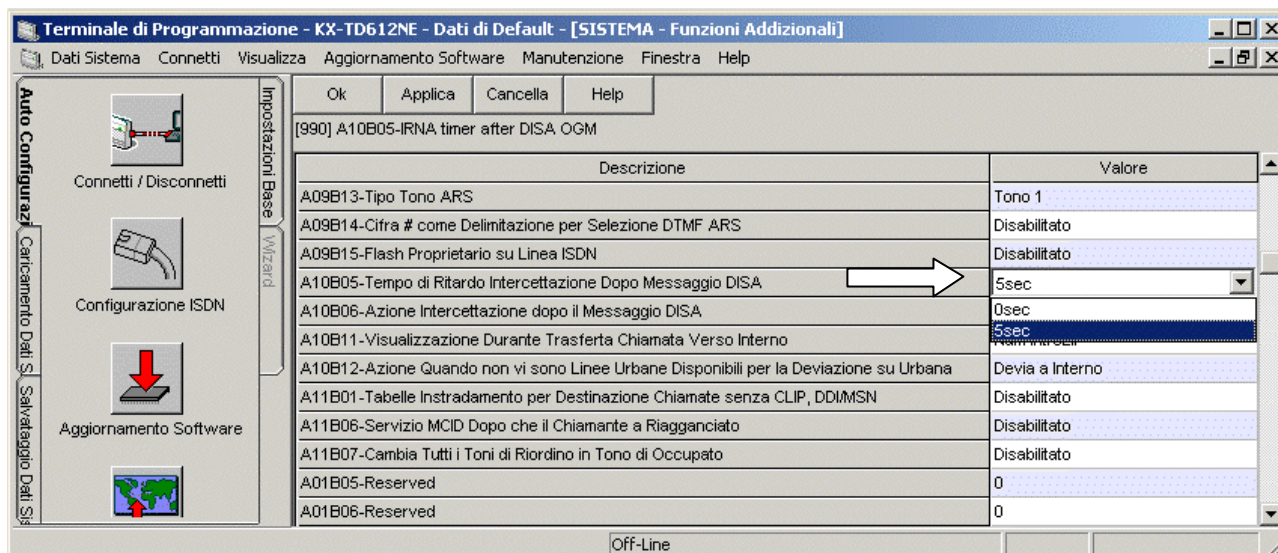 Terminale di Programmazione - KX-TD612NE - Dati di Default - [SISTEMA - Funzioni Addizionali]
Dati Sistema Connetti Visualizza Aggiornamento Software Manutenzione Finestra Help
Auto Configurazi
Caricamento Dati S
Salvataggio Dati Sis
Connetti / Disconnetti
Configurazione ISDN
Aggiornamento Software
Impostazioni Base
Wizard
Ok Applica Cancella Help
[990] A10B05-IRNA timer after DISA OGM
Descrizione Valore
A09B13-Tipo Tono ARS Tono 1
A09B14-Cifra # come Delimitazione per Selezione DTMF ARS Disabilitato
A09B15-Flash Proprietario su Linea ISDN Disabilitato
A10B05-Tempo di Ritardo Intercettazione Dopo Messaggio DISA 5sec
A10B06-Azione Intercettazione dopo il Messaggio DISA 0sec
5sec
A10B11-Visualizzazione Durante Trasferta Chiamata Verso Interno
A10B12-Azione Quando non vi sono Linee Urbane Disponibili per la Deviazione su Urbana Devia a Interno
A11B01-Tabelle Instradamento per Destinazione Chiamate senza CLIP, DDI/MSN Disabilitato
A11B06-Servizio MCID Dopo che il Chiamante a Riagganciato Disabilitato
A11B07-Cambia Tutti i Toni di Riordino in Tono di Occupato Disabilitato
A01B05-Reserved 0
A01B06-Reserved 0
Off-Line